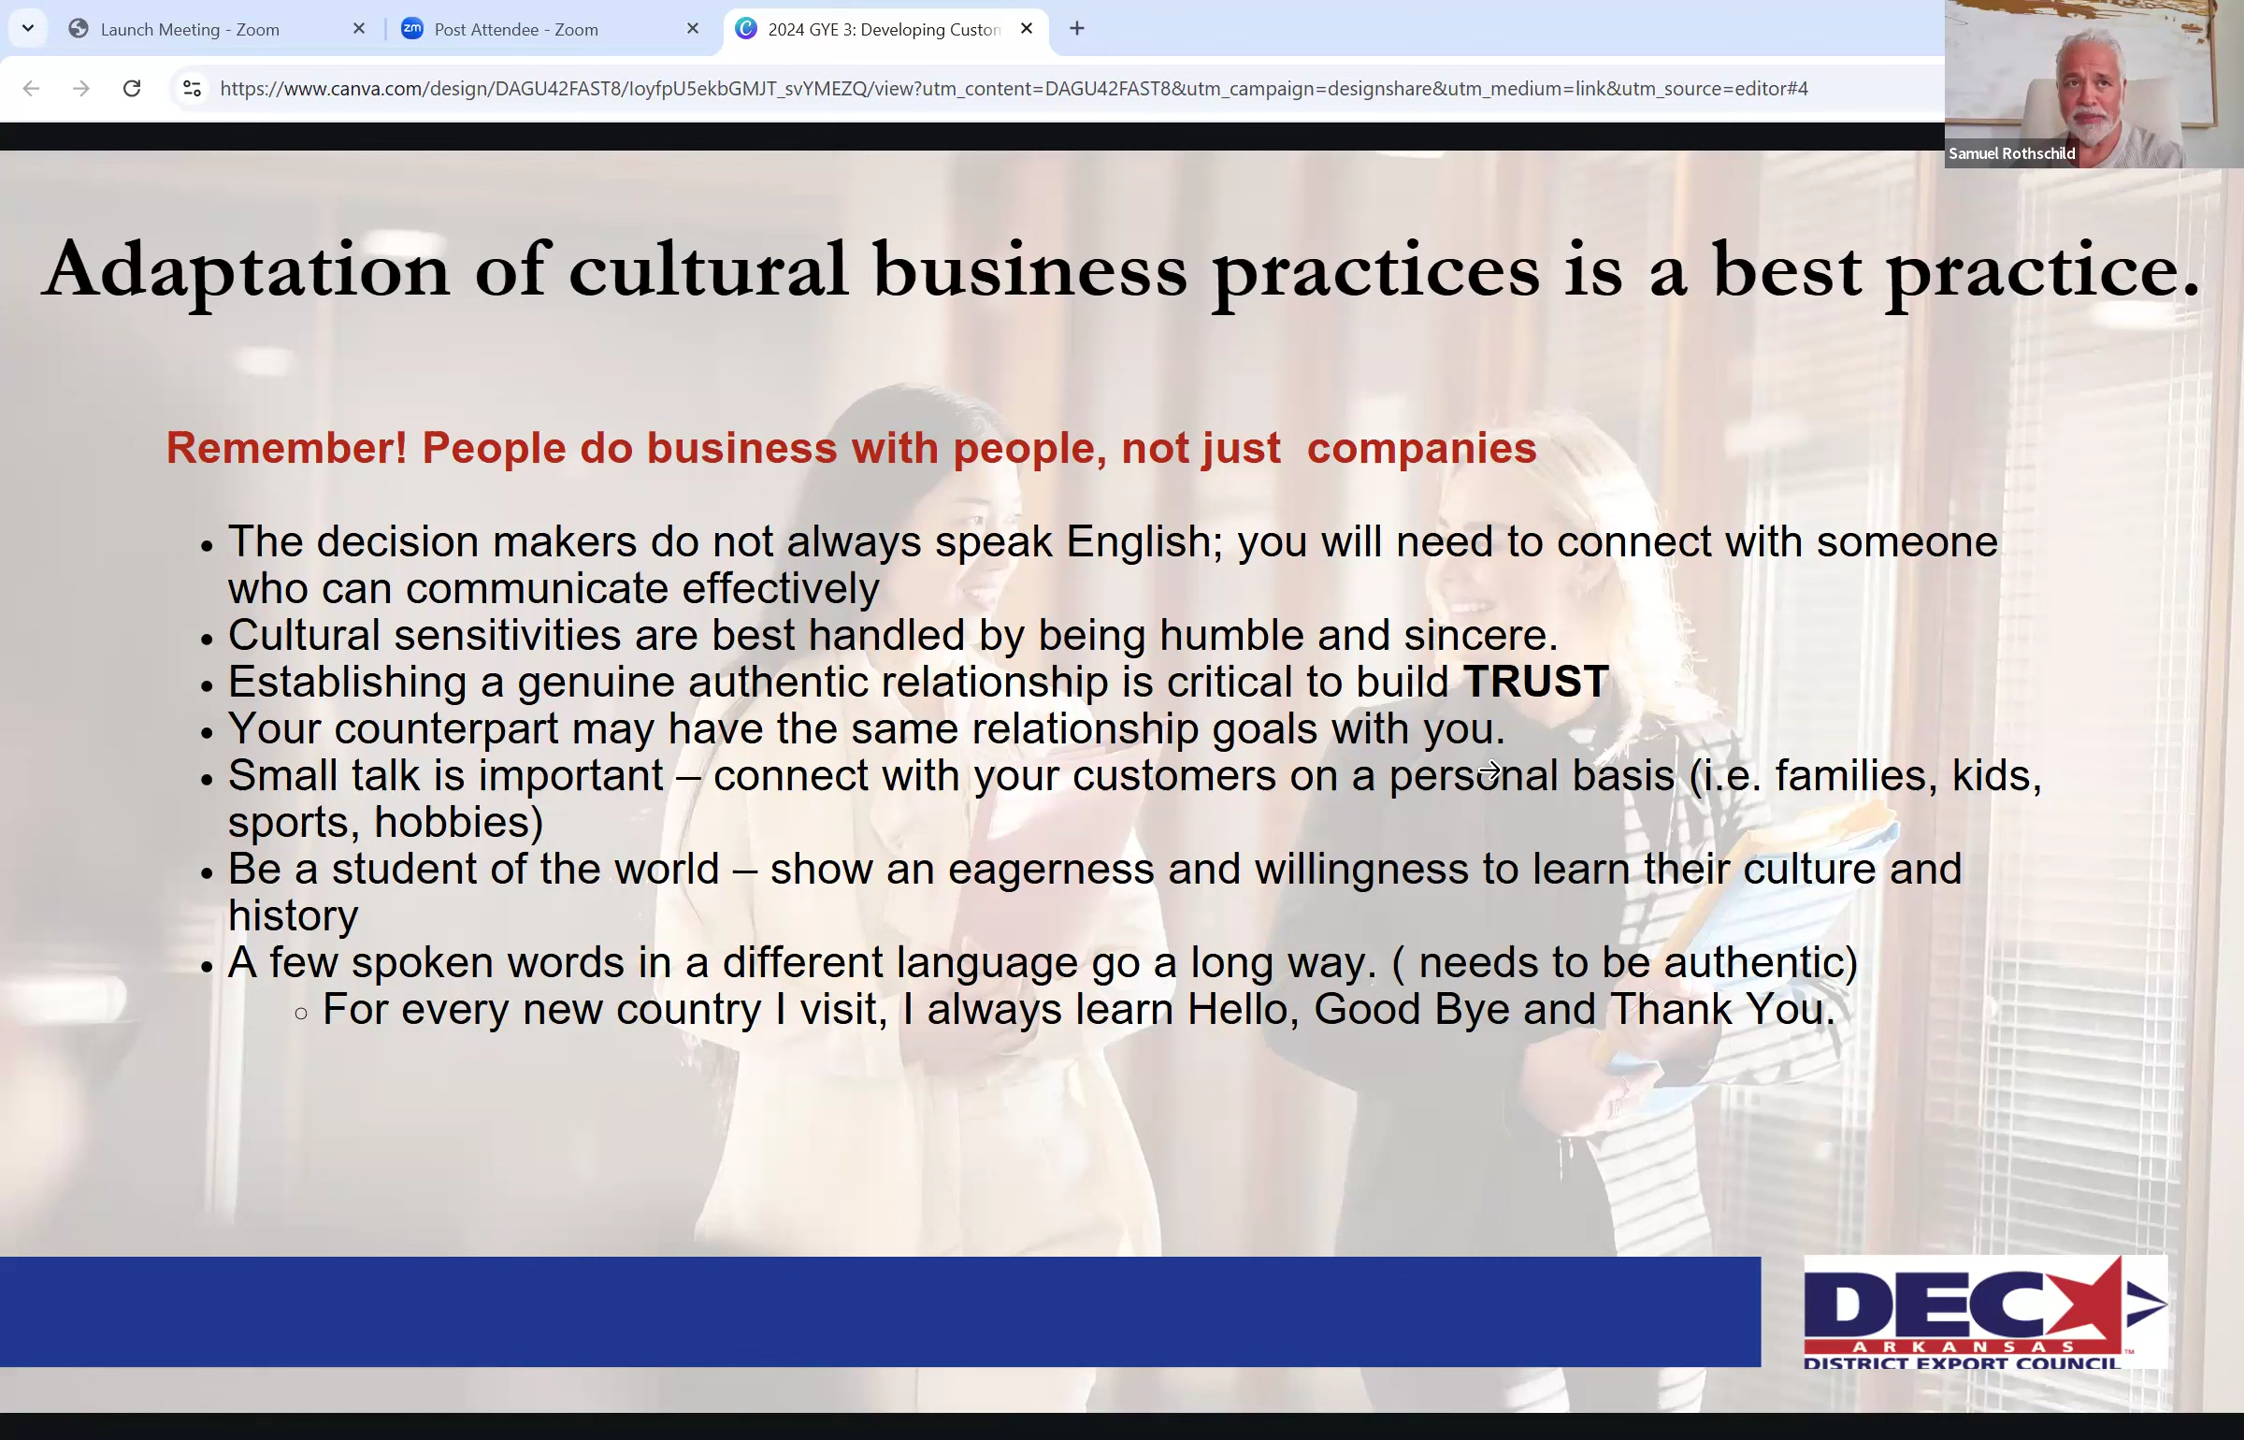 Launch Meeting - Zoom
zm Post Attendee - Zoom
2024 GYE 3: Developing Custon
https://www.canva.com/design/DAGU42FAST8/IoyfpU5ekbGMJT_svYMEZQ/view?utm_content=DAGU42FAST8&utm_campaign=designshare&utm_medium=link&utm_source=editor#4
Samuel Rothschild
Adaptation of cultural business practices is a best practice.
Remember! People do business with people, not just companies
• The decision makers do not always speak English; you will need to connect with someone
who can communicate effectively
• Cultural sensitivities are best handled by being humble and sincere.
• Establishing a genuine authentic relationship is critical to build TRUST
• Your counterpart may have the same relationship goals with you.
• Small talk is important – connect with your customers on a personal basis (i.e. families, kids,
sports, hobbies)
• Be a student of the world – show an eagerness and willingness to learn their culture and
history
• A few spoken words in a different language go a long way. ( needs to be authentic)
○ For every new country I visit, I always learn Hello, Good Bye and Thank You.
DEC
ARKANSAS ™
DISTRICT EXPORT COUNCIL